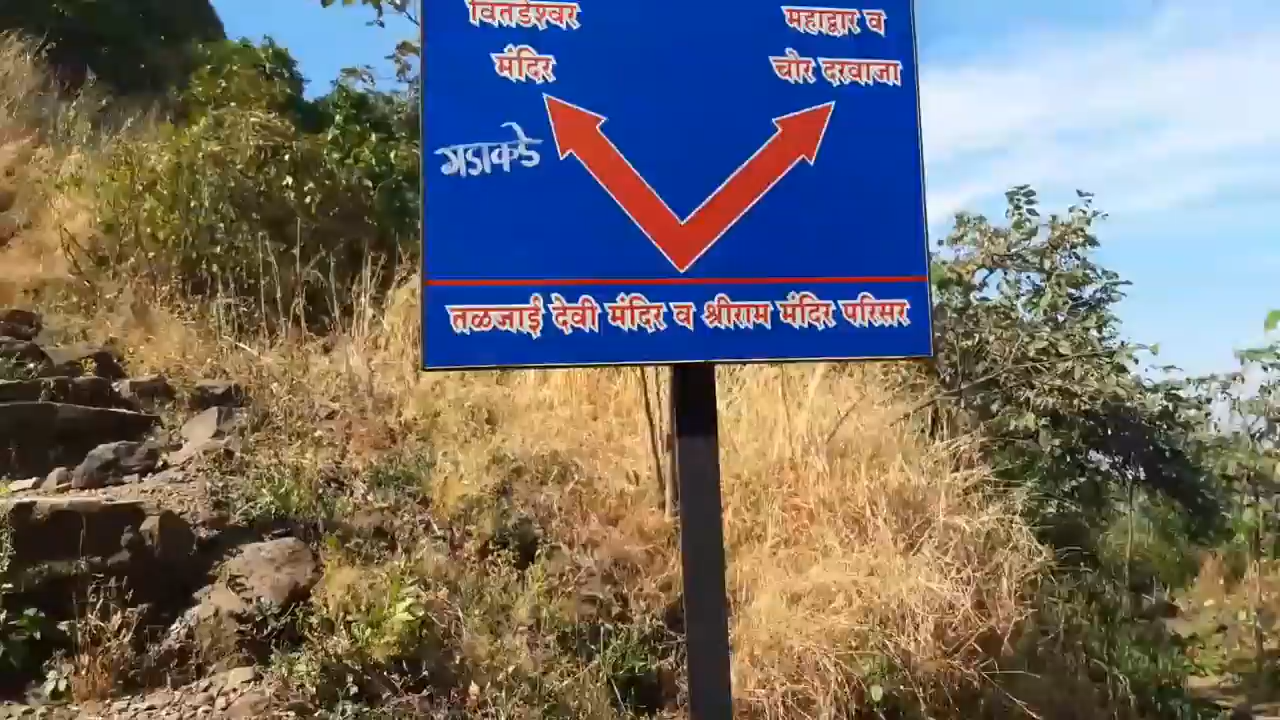 वितंडेश्वर
मंदिर
महाद्वार व
चोर दरवाजा
गडाकडे
तळजाई देवी मंदिर व श्रीराम मंदिर परिसर